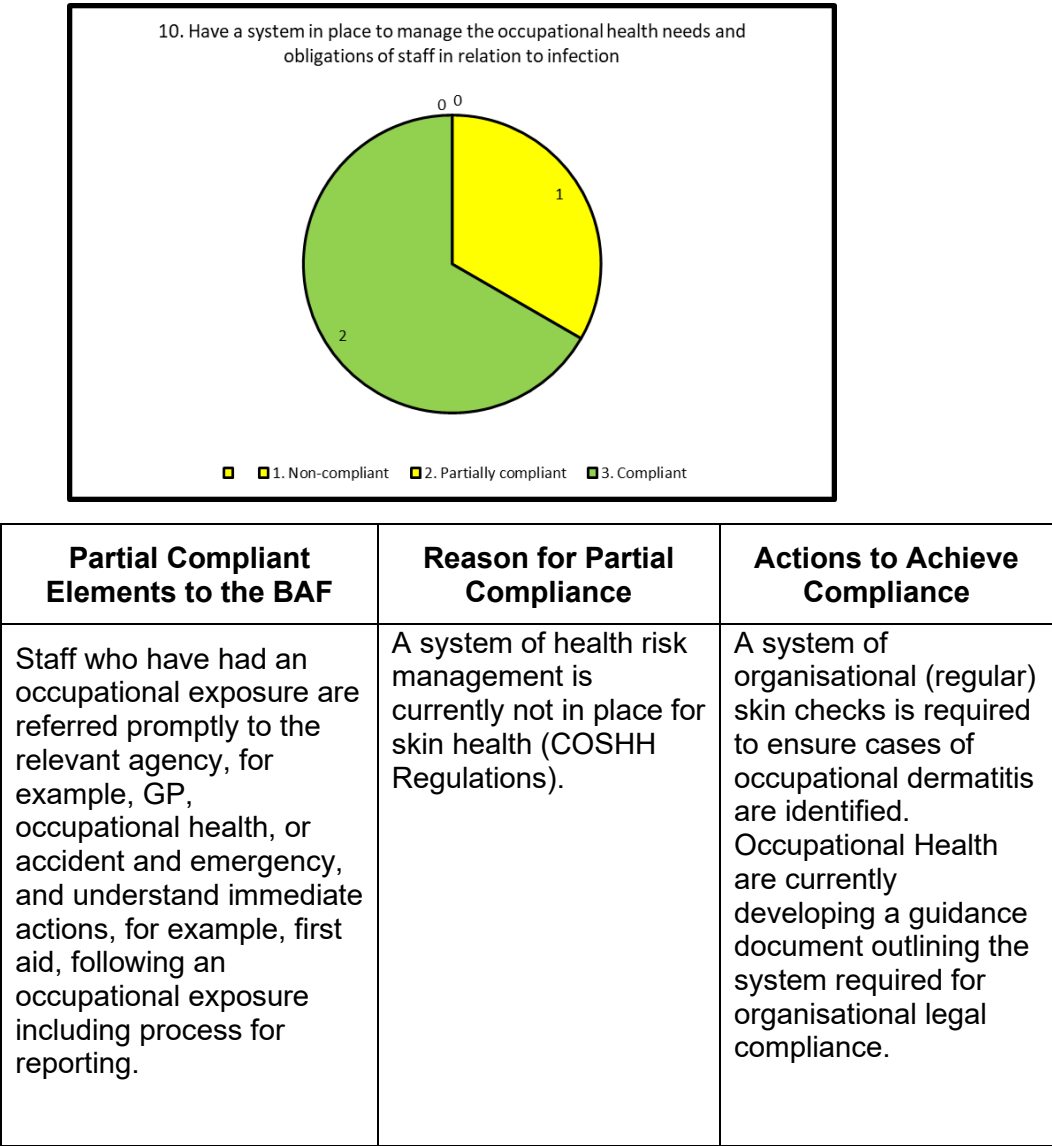 10. Have a system in place to manage the occupational health needs and
obligations of staff in relation to infection
0 0
1
2
1. Non-compliant 2. Partially compliant 3. Compliant
Partial Compliant
Elements to the BAF
Reason for Partial
Compliance
Actions to Achieve
Compliance
Staff who have had an
occupational exposure are
referred promptly to the
relevant agency, for
example, GP,
occupational health, or
accident and emergency,
and understand immediate
actions, for example, first
aid, following an
occupational exposure
including process for
reporting.
A system of health risk
management is
currently not in place for
skin health (COSHH
Regulations).
A system of
organisational (regular)
skin checks is required
to ensure cases of
occupational dermatitis
are identified.
Occupational Health
are currently
developing a guidance
document outlining the
system required for
organisational legal
compliance.